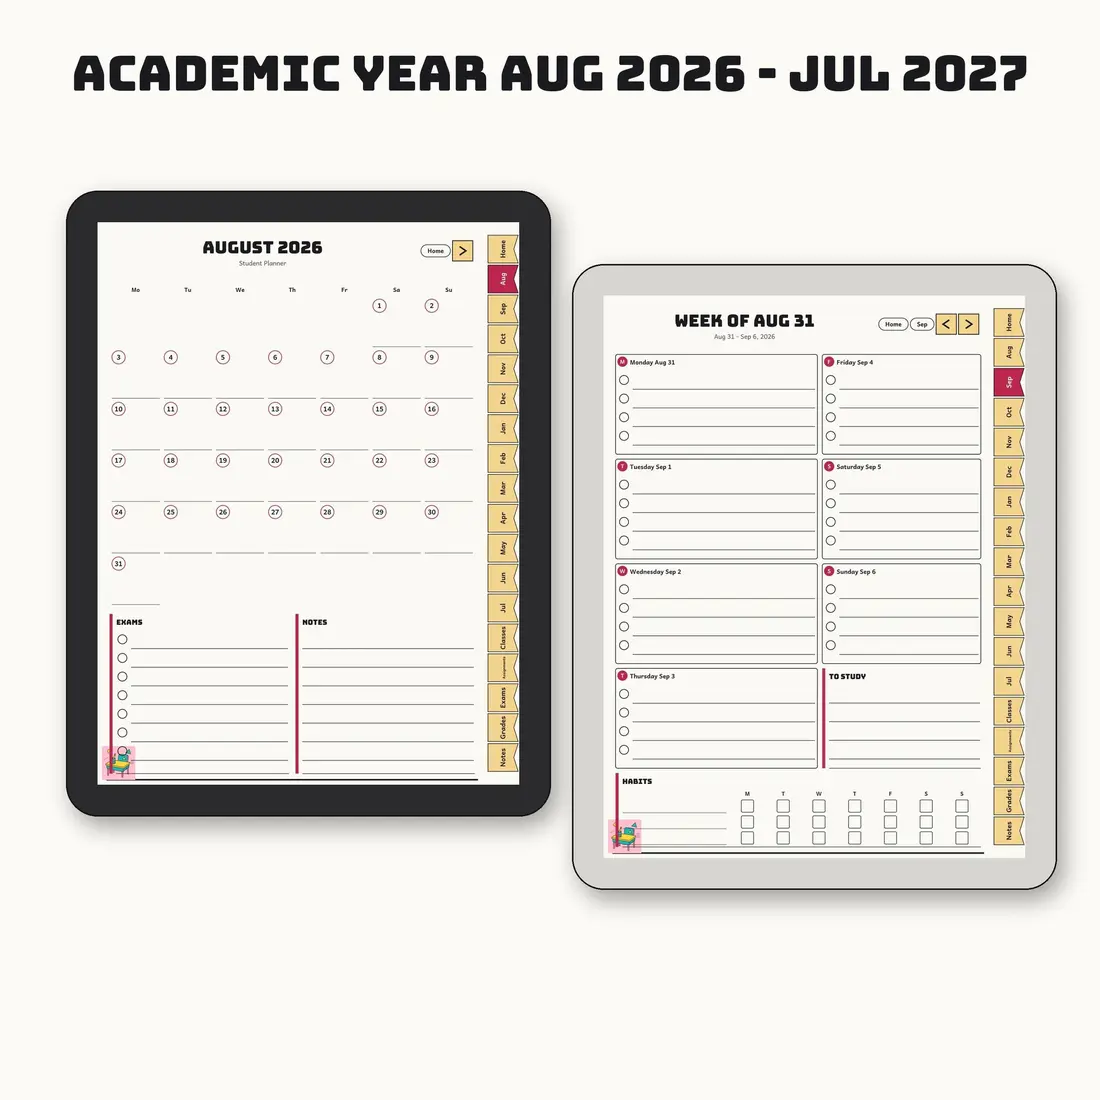 ACADEMIC YEAR AUG 2026 - JUL 2027
AUGUST 2026
Student Planner
Home >
Mo Tu We Th Fr Sa Su
1 2
3 4 5 6 7 8 9
10 11 12 13 14 15 16
17 18 19 20 21 22 23
24 25 26 27 28 29 30
31
EXAMS
NOTES
Home
Aug
Sep
Oct
Nov
Dec
Jan
Feb
Mar
Apr
May
Jun
Jul
Classes
Assignments
Exams
Grades
Notes
WEEK OF AUG 31
Aug 31 - Sep 6, 2026
Home Sep < >
M Monday Aug 31
F Friday Sep 4
T Tuesday Sep 1
S Saturday Sep 5
W Wednesday Sep 2
S Sunday Sep 6
T Thursday Sep 3
TO STUDY
HABITS
M T W T F S S
Home
Aug
Sep
Oct
Nov
Dec
Jan
Feb
Mar
Apr
May
Jun
Jul
Classes
Assignments
Exams
Grades
Notes